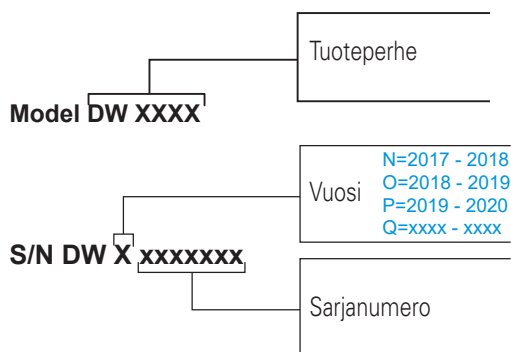 Tuoteperhe
Model DW XXXX
Vuosi
N=2017 - 2018
O=2018 - 2019
P=2019 - 2020
Q=xxxx - xxxx
S/N DW X xxxxxxx
Sarjanumero